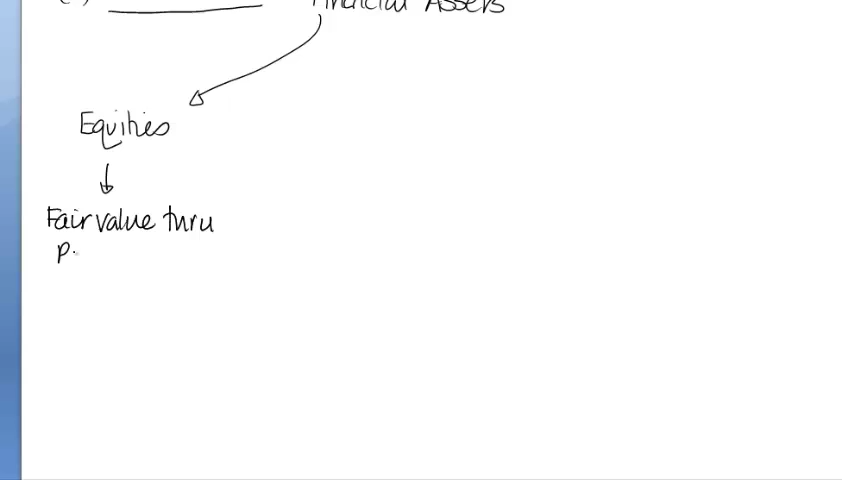 Financial Assets
Equities
Fair value thru
p.